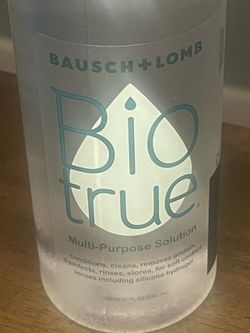 BAUSCH + LOMB
Bio
true®
Multi-Purpose Solution
conditions, cleans, removes protein,
disinfects, rinses, stores, for soft contact
lenses including silicone hydrogel